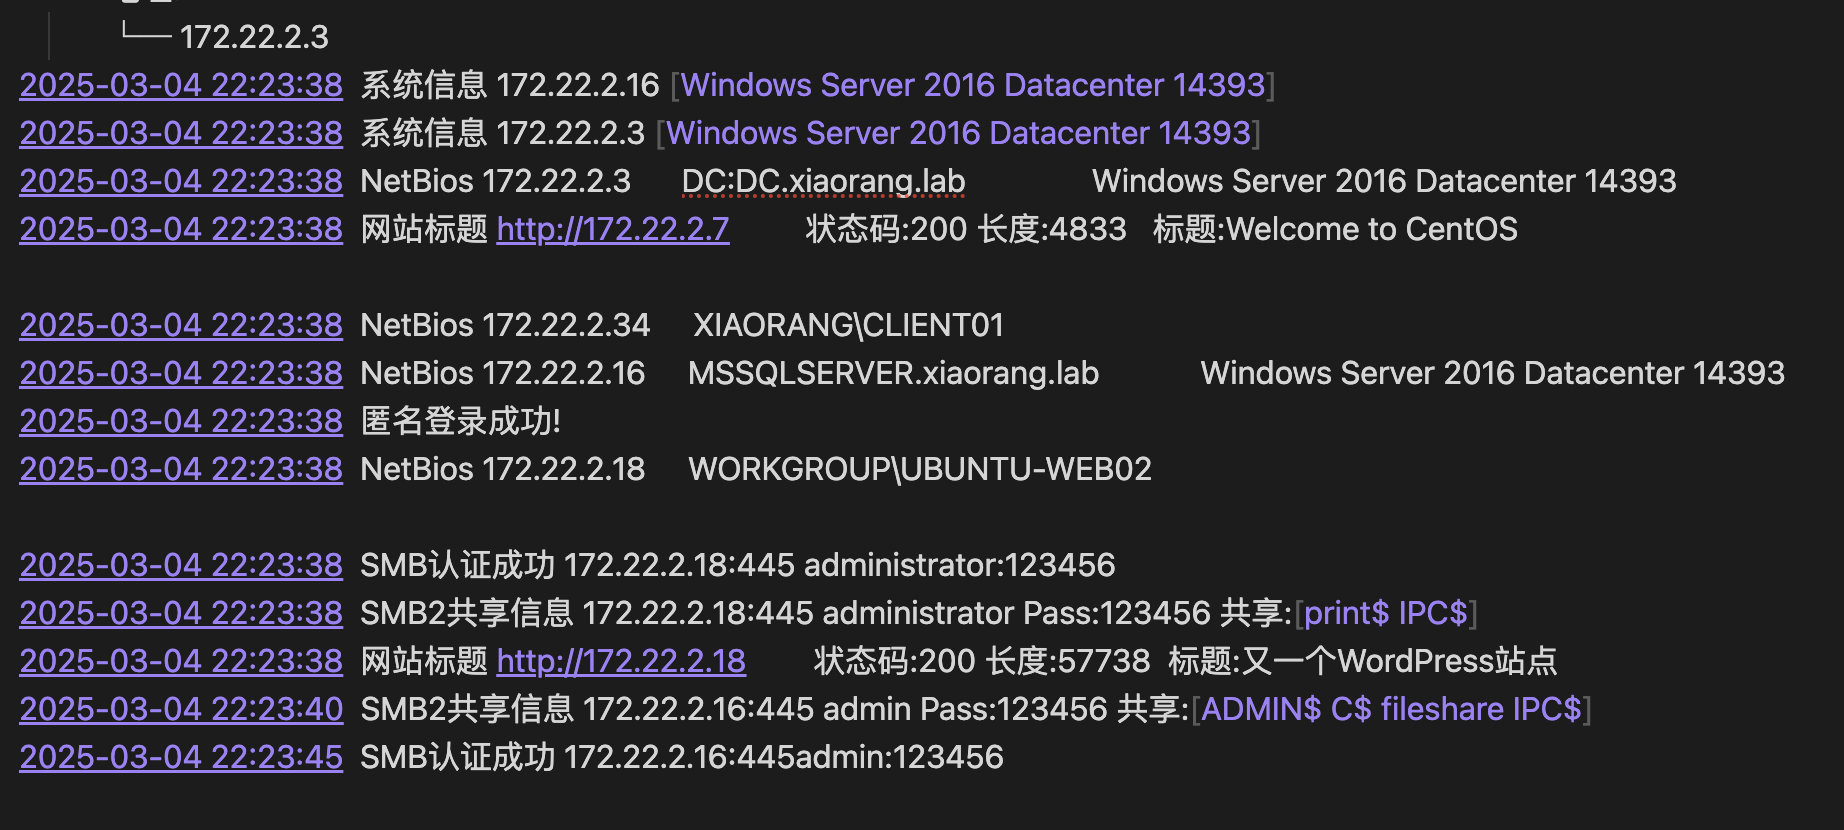 └── 172.22.2.3
2025-03-04 22:23:38 系统信息 172.22.2.16 [Windows Server 2016 Datacenter 14393]
2025-03-04 22:23:38 系统信息 172.22.2.3 [Windows Server 2016 Datacenter 14393]
2025-03-04 22:23:38 NetBios 172.22.2.3 DC:DC.xiaorang.lab Windows Server 2016 Datacenter 14393
2025-03-04 22:23:38 网站标题 http://172.22.2.7 状态码:200 长度:4833 标题:Welcome to CentOS
2025-03-04 22:23:38 NetBios 172.22.2.34 XIAORANG\CLIENT01
2025-03-04 22:23:38 NetBios 172.22.2.16 MSSQLSERVER.xiaorang.lab Windows Server 2016 Datacenter 14393
2025-03-04 22:23:38 匿名登录成功!
2025-03-04 22:23:38 NetBios 172.22.2.18 WORKGROUP\UBUNTU-WEB02
2025-03-04 22:23:38 SMB认证成功 172.22.2.18:445 administrator:123456
2025-03-04 22:23:38 SMB2共享信息 172.22.2.18:445 administrator Pass:123456 共享:[print$ IPC$]
2025-03-04 22:23:38 网站标题 http://172.22.2.18 状态码:200 长度:57738 标题:又一个WordPress站点
2025-03-04 22:23:40 SMB2共享信息 172.22.2.16:445 admin Pass:123456 共享:[ADMIN$ C$ fileshare IPC$]
2025-03-04 22:23:45 SMB认证成功 172.22.2.16:445admin:123456